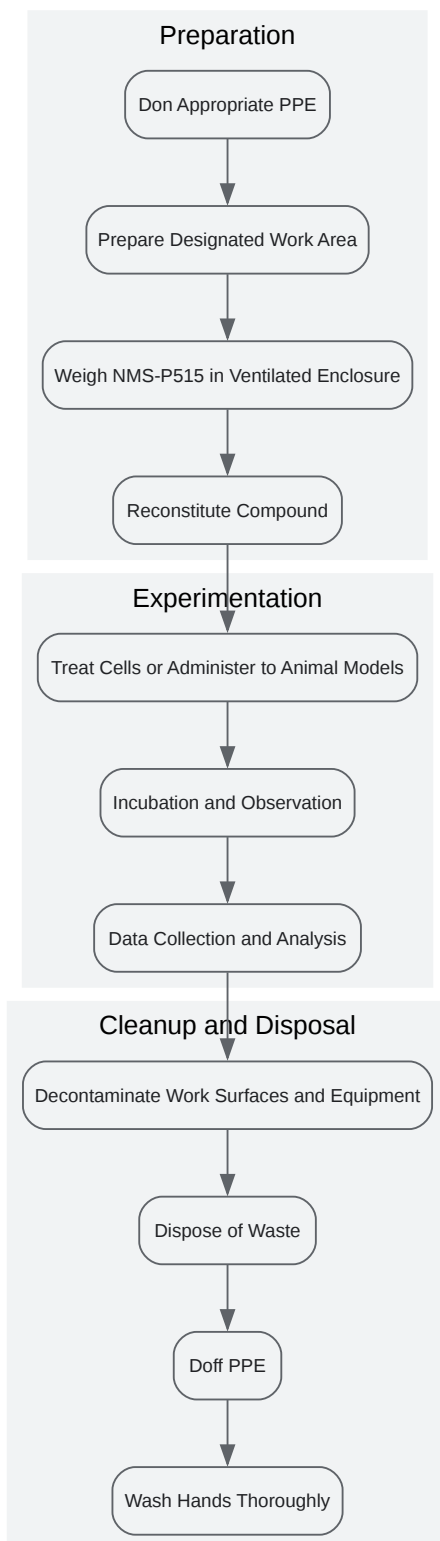 Preparation
Don Appropriate PPE
Prepare Designated Work Area
Weigh NMS-P515 in Ventilated Enclosure
Reconstitute Compound
Experimentation
Treat Cells or Administer to Animal Models
Incubation and Observation
Data Collection and Analysis
Cleanup and Disposal
Decontaminate Work Surfaces and Equipment
Dispose of Waste
Doff PPE
Wash Hands Thoroughly